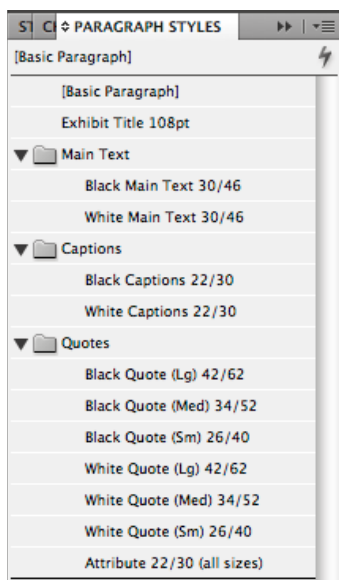 ST
PARAGRAPH STYLES
[Basic Paragraph]
[Basic Paragraph]
Exhibit Title 108pt
Main Text
Black Main Text 30/46
White Main Text 30/46
Captions
Black Captions 22/30
White Captions 22/30
Quotes
Black Quote (Lg) 42/62
Black Quote (Med) 34/52
Black Quote (Sm) 26/40
White Quote (Lg) 42/62
White Quote (Med) 34/52
White Quote (Sm) 26/40
Attribute 22/30 (all sizes)